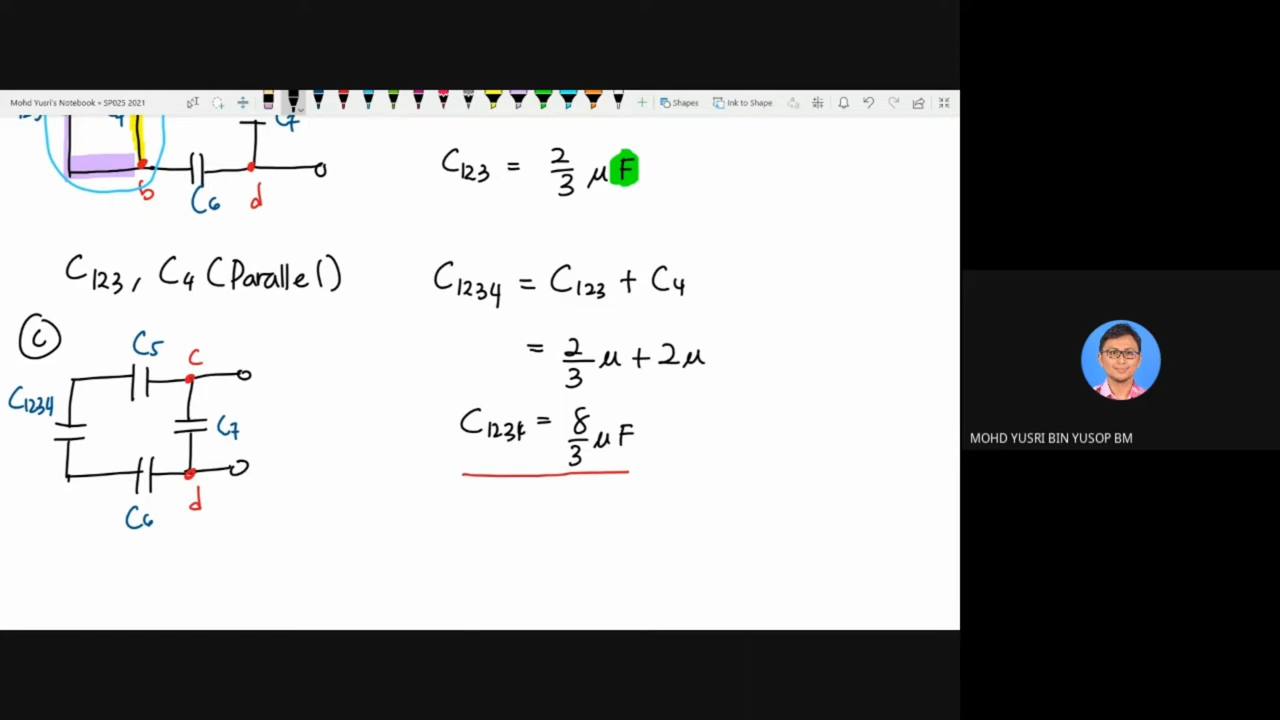 Mohd Yusri's Notebook » SP025 2021
Shapes
Ink to Shape
C7
b
C6
d
C123 = 2/3 μF
C123, C4 (Parallel)
C1234 = C123 + C4
= 2/3 μ + 2μ
C1234 = 8/3 μF
C
C5
c
C1234
C7
C6
d
MOHD YUSRI BIN YUSOP BM